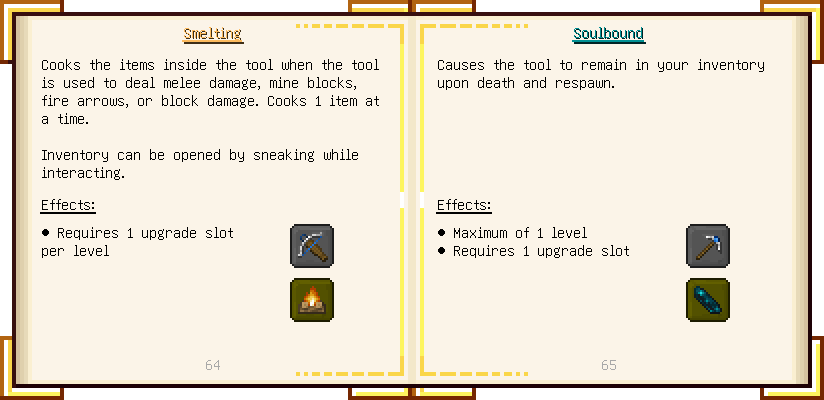 Smelting
Cooks the items inside the tool when the tool
is used to deal melee damage, mine blocks,
fire arrows, or block damage. Cooks 1 item at
a time.
Inventory can be opened by sneaking while
interacting.
Effects:
● Requires 1 upgrade slot
per level
64
Soulbound
Causes the tool to remain in your inventory
upon death and respawn.
Effects:
● Maximum of 1 level
● Requires 1 upgrade slot
65